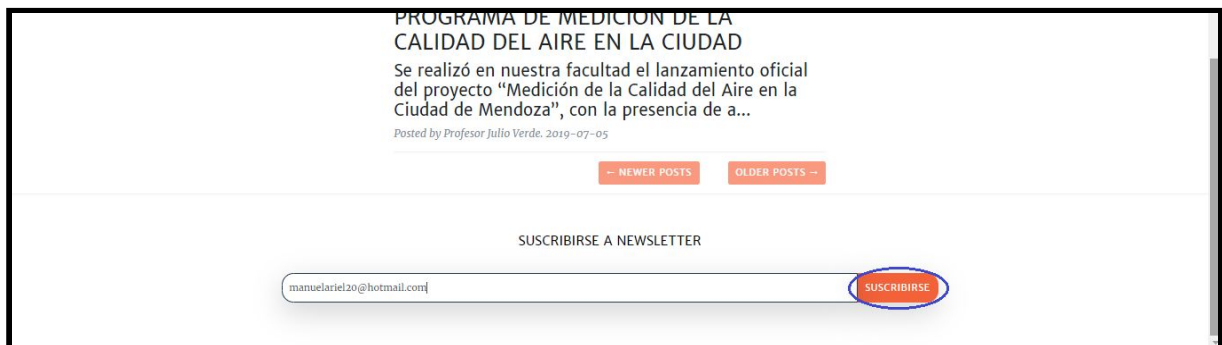 PROGRAMA DE MEDICIÓN DE LA
CALIDAD DEL AIRE EN LA CIUDAD
Se realizó en nuestra facultad el lanzamiento oficial
del proyecto “Medición de la Calidad del Aire en la
Ciudad de Mendoza”, con la presencia de a...
Posted by Profesor Julio Verde. 2019-07-05
← NEWER POSTS OLDER POSTS →
SUSCRIBIRSE A NEWSLETTER
manuelariel20@hotmail.com SUSCRIBIRSE